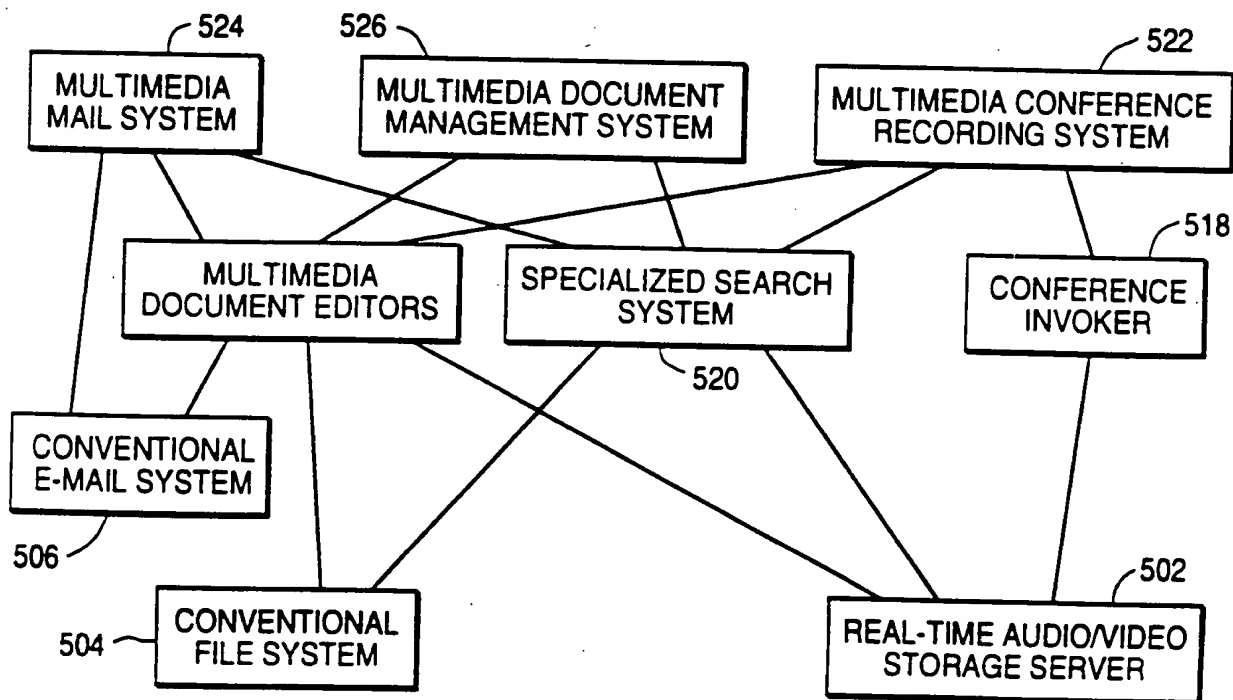 524
526
522
MULTIMEDIA
MAIL SYSTEM
MULTIMEDIA DOCUMENT
MANAGEMENT SYSTEM
MULTIMEDIA CONFERENCE
RECORDING SYSTEM
518
MULTIMEDIA
DOCUMENT EDITORS
SPECIALIZED SEARCH
SYSTEM
CONFERENCE
INVOKER
520
CONVENTIONAL
E-MAIL SYSTEM
506
502
504
CONVENTIONAL
FILE SYSTEM
REAL-TIME AUDIO/VIDEO
STORAGE SERVER